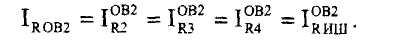 I_{R ОВ2} = I_{R2}^{ОВ2} = I_{R3}^{ОВ2} = I_{R4}^{ОВ2} = I_{R ИШ}^{ОВ2}.